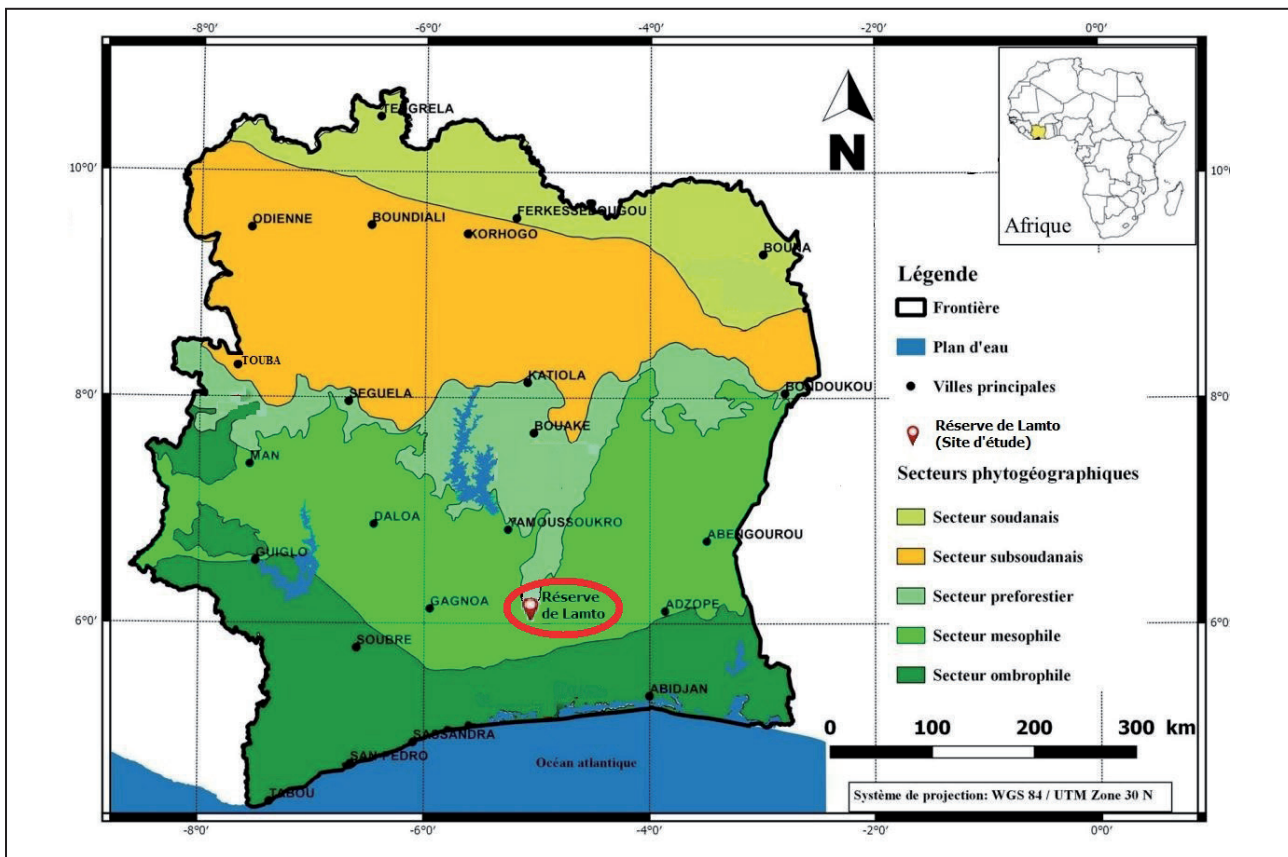 -8°0' -6°0' -4°0' -2°0' 0°0'
10°0' 10°0'
8°0' 8°0'
6°0' 6°0'
TENGRELA
ODIENNE
BOUNDIALI
FERKESSEDOUGOU
KORHOGO
BOUNA
TOUBA
SEGUELA
KATIOLA
BONDOUKOU
BOUAKE
MAN
DALOA
YAMOUSSOUKRO
ABENGOUROU
GUIGLO
GAGNOA
Réserve
de Lamto
ADZOPE
SOUBRE
ABIDJAN
SASSANDRA
SAN PEDRO
TABOU
Océan atlantique
N
Afrique
Légende
Frontière
Plan d'eau
Villes principales
Réserve de Lamto
(Site d'étude)
Secteurs phytogéographiques
Secteur soudanais
Secteur subsoudanais
Secteur preforestier
Secteur mesophile
Secteur ombrophile
0 100 200 300 km
Système de projection: WGS 84 / UTM Zone 30 N
-8°0' -6°0' -4°0' -2°0' 0°0'